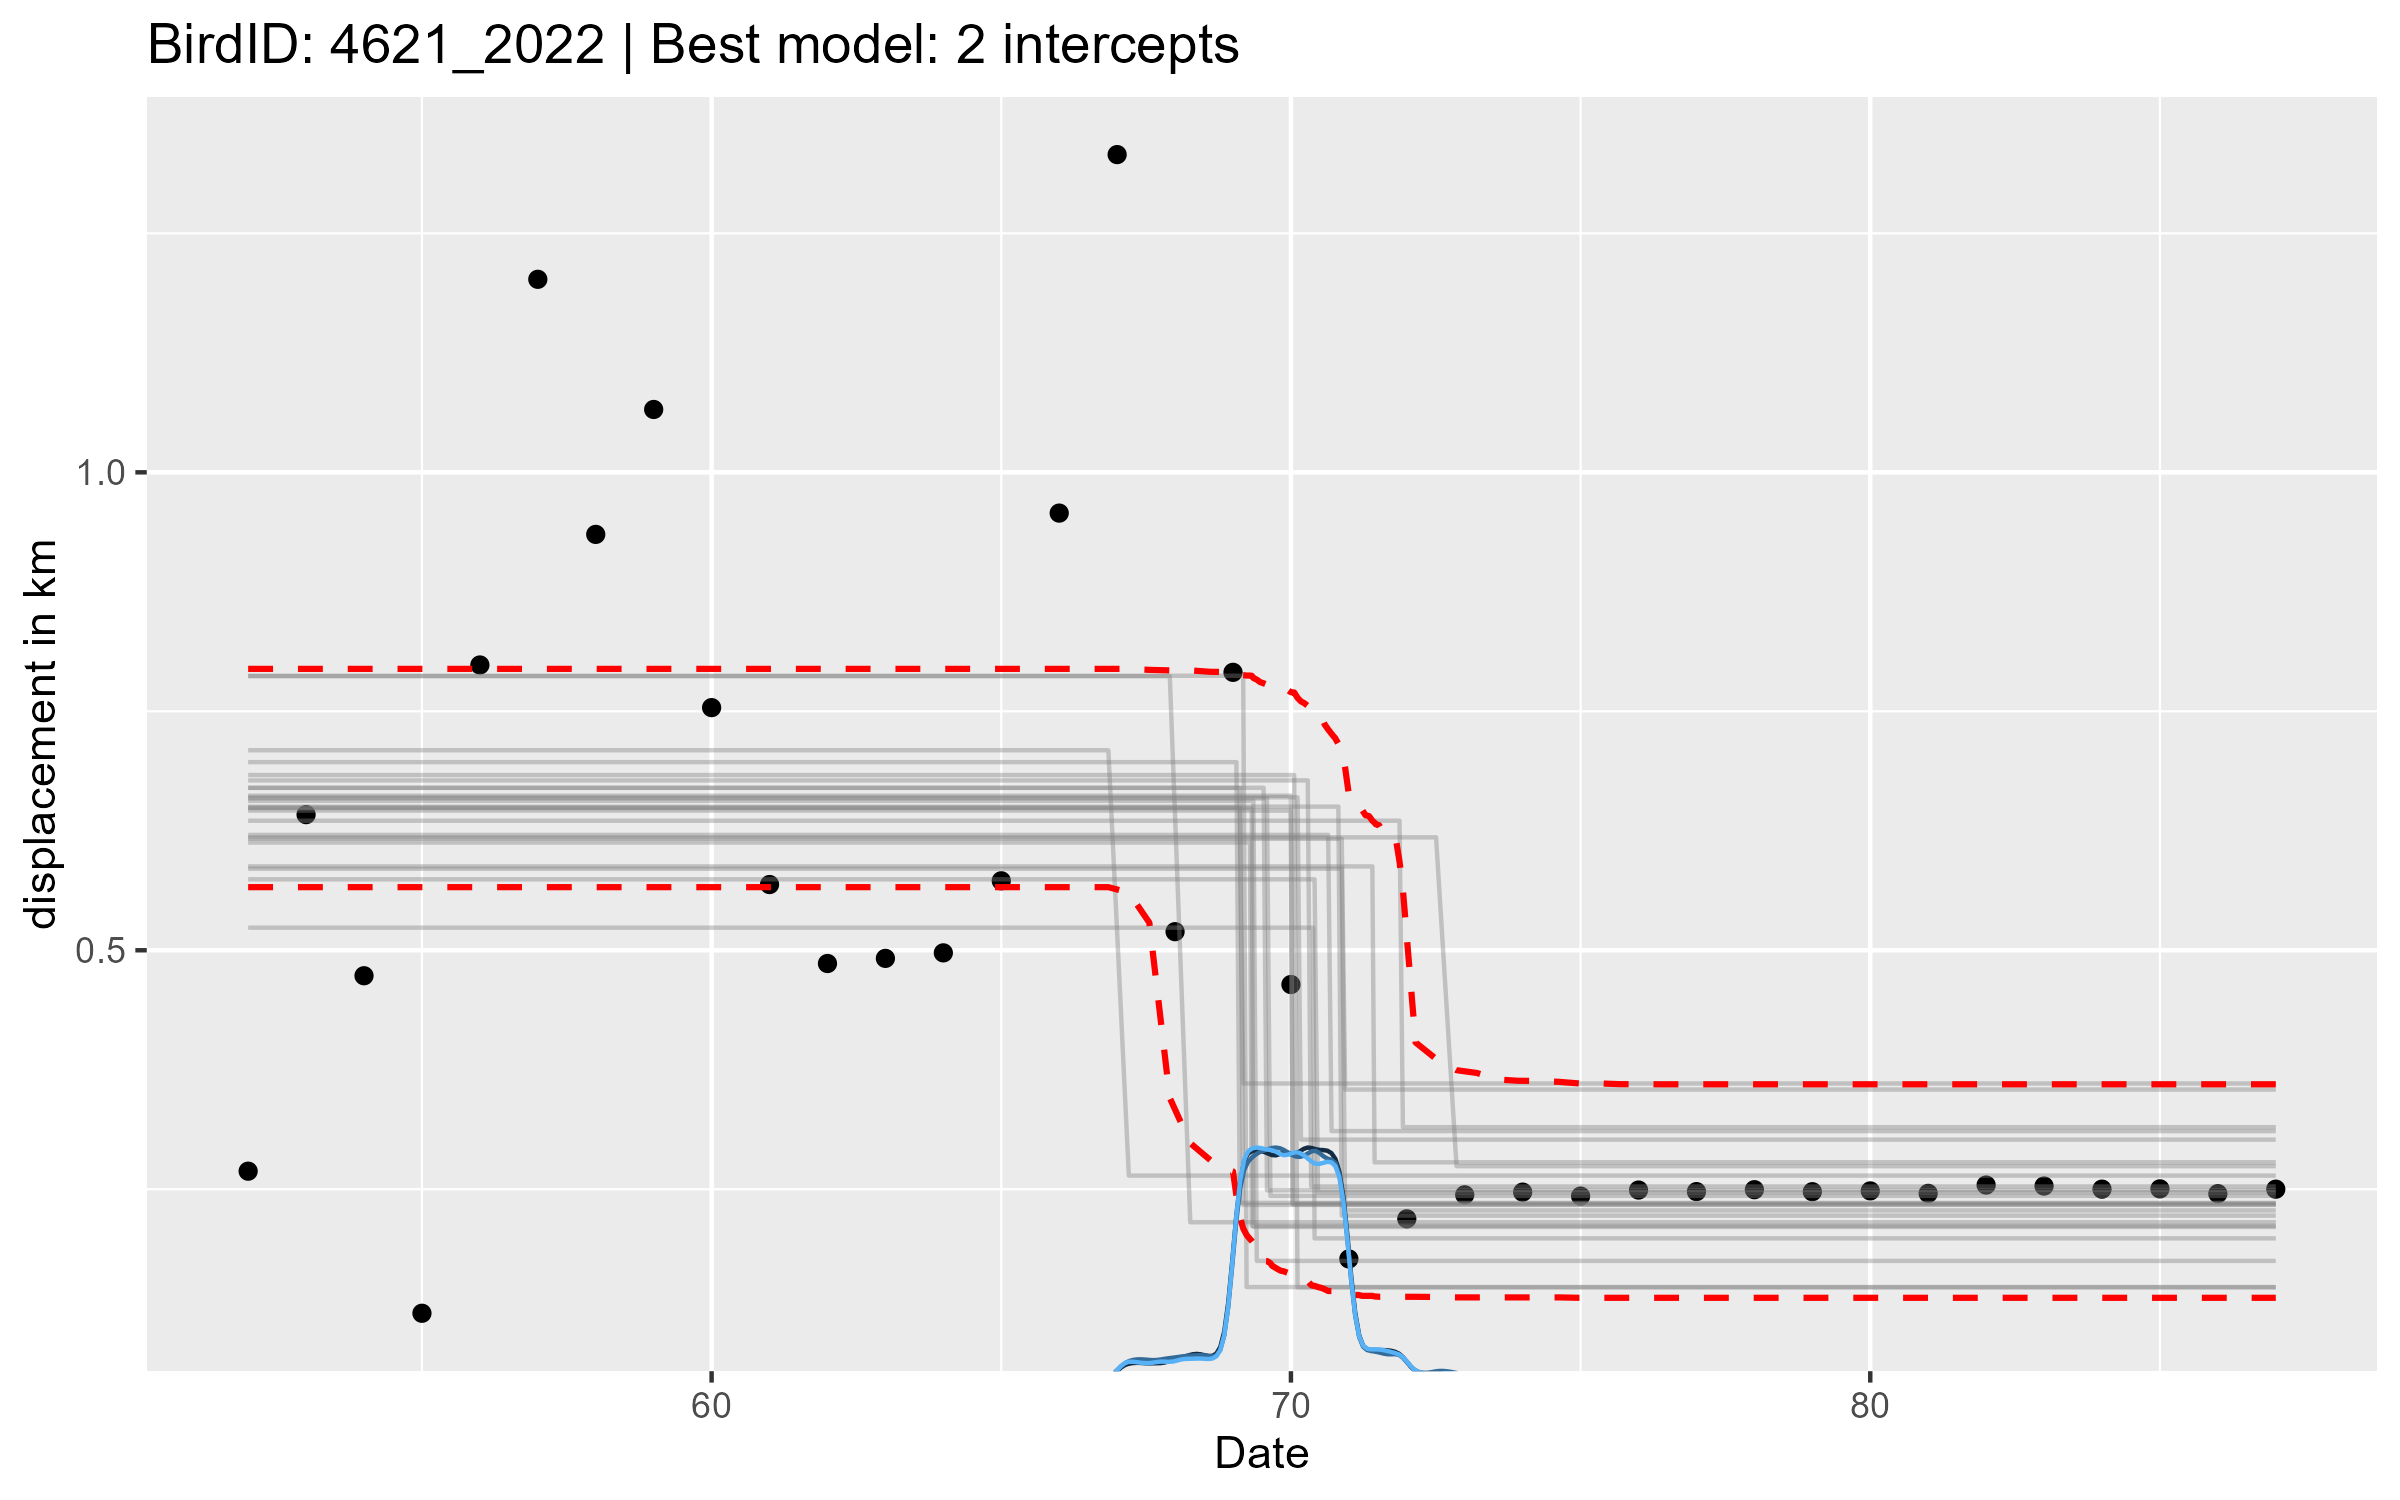 BirdID: 4621_2022 | Best model: 2 intercepts
displacement in km
1.0
0.5
60
70
80
Date